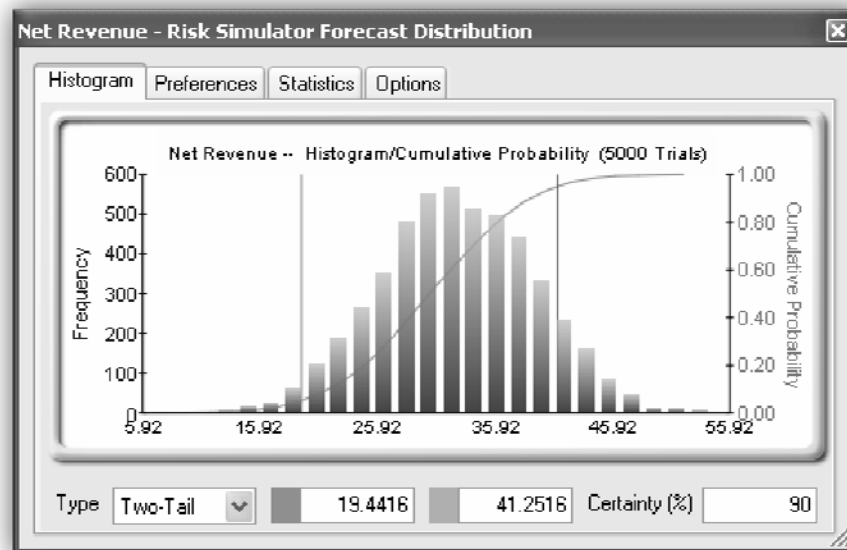 Net Revenue - Risk Simulator Forecast Distribution
Histogram Preferences Statistics Options
Net Revenue -- Histogram/Cumulative Probability (5000 Trials)
600
500
400
300
200
100
0
Frequency
1.00
0.80
0.60
0.40
0.20
0.00
Cumulative Probability
5.92 15.92 25.92 35.92 45.92 55.92
Type Two-Tail 19.4416 41.2516 Certainty (%) 90